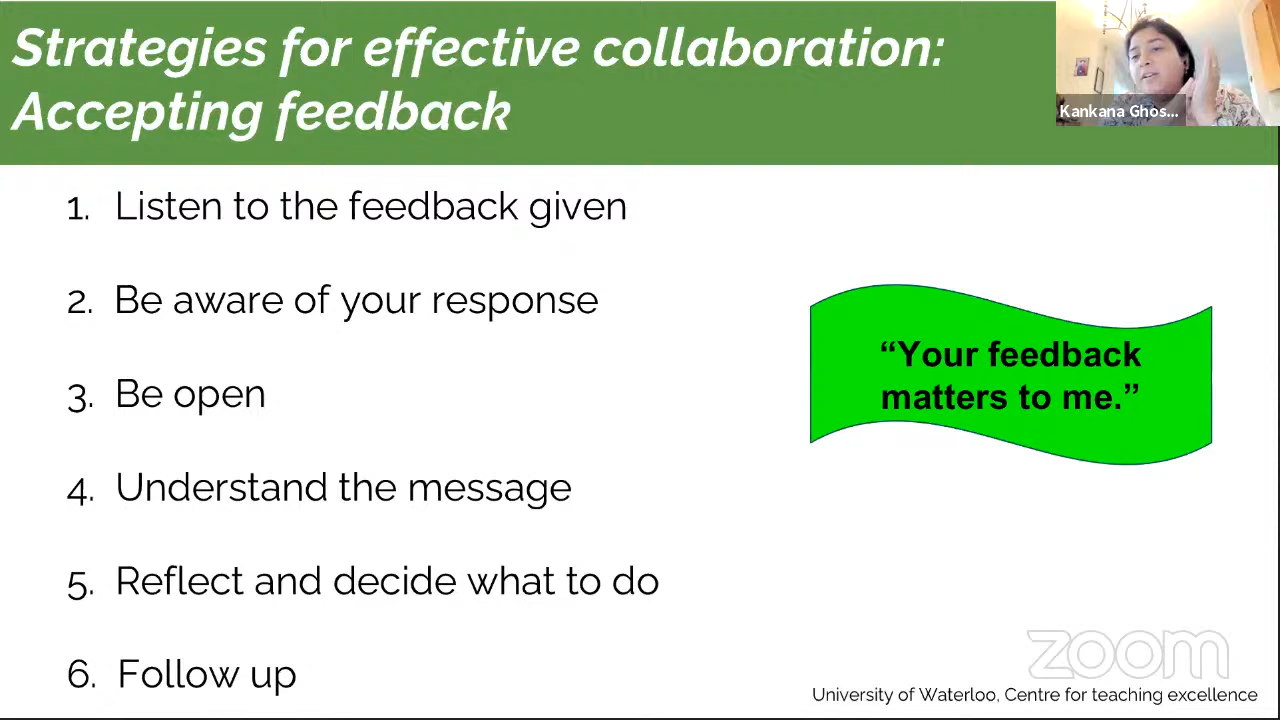 Strategies for effective collaboration:
Accepting feedback
Kankana Ghos...
1. Listen to the feedback given
2. Be aware of your response
3. Be open
4. Understand the message
5. Reflect and decide what to do
6. Follow up
“Your feedback
matters to me.”
zoom
University of Waterloo, Centre for teaching excellence